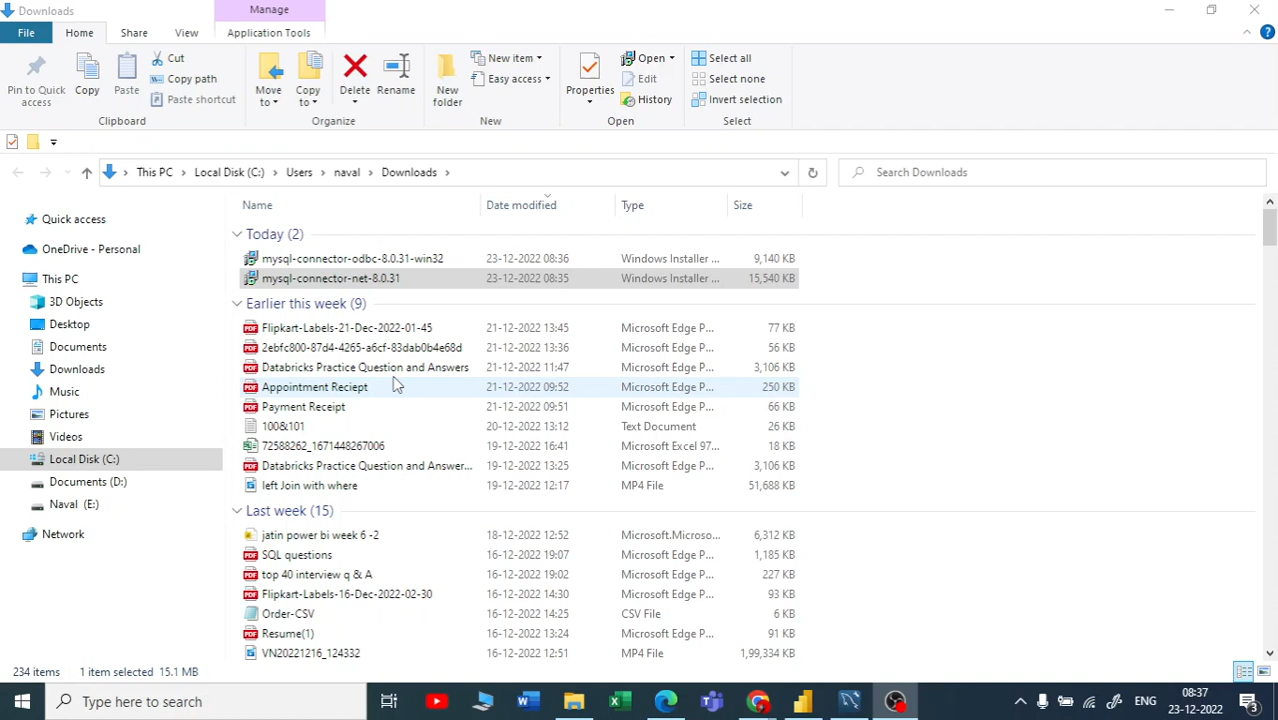 Downloads
Manage
File
Home
Share
View
Application Tools
Pin to Quick access
Copy
Paste
Cut
Copy path
Paste shortcut
Clipboard
Move to
Copy to
Delete
Rename
Organize
New folder
New item
Easy access
New
Properties
Open
Edit
History
Open
Select all
Select none
Invert selection
Select
This PC > Local Disk (C:) > Users > naval > Downloads >
Search Downloads
Quick access
OneDrive - Personal
This PC
3D Objects
Desktop
Documents
Downloads
Music
Pictures
Videos
Local Disk (C:)
Documents (D:)
Naval (E:)
Network
Name Date modified Type Size
Today (2)
mysql-connector-odbc-8.0.31-win32 23-12-2022 08:36 Windows Installer ... 9,140 KB
mysql-connector-net-8.0.31 23-12-2022 08:35 Windows Installer ... 15,540 KB
Earlier this week (9)
Flipkart-Labels-21-Dec-2022-01-45 21-12-2022 13:45 Microsoft Edge P... 77 KB
2ebfc800-87d4-4265-a6cf-83dab0b4e68d 21-12-2022 13:36 Microsoft Edge P... 56 KB
Databricks Practice Question and Answers 21-12-2022 11:47 Microsoft Edge P... 3,106 KB
Appointment Reciept 21-12-2022 09:52 Microsoft Edge P... 250 KB
Payment Receipt 21-12-2022 09:51 Microsoft Edge P... 66 KB
100&101 20-12-2022 13:12 Text Document 26 KB
72588262_1671448267006 19-12-2022 16:41 Microsoft Excel 97... 18 KB
Databricks Practice Question and Answer... 19-12-2022 13:25 Microsoft Edge P... 3,106 KB
left Join with where 19-12-2022 12:17 MP4 File 51,688 KB
Last week (15)
jatin power bi week 6 -2 18-12-2022 12:52 Microsoft.Microso... 6,312 KB
SQL questions 16-12-2022 19:07 Microsoft Edge P... 1,185 KB
top 40 interview q & A 16-12-2022 19:02 Microsoft Edge P... 227 KB
Flipkart-Labels-16-Dec-2022-02-30 16-12-2022 14:30 Microsoft Edge P... 93 KB
Order-CSV 16-12-2022 14:25 CSV File 6 KB
Resume(1) 16-12-2022 13:24 Microsoft Edge P... 91 KB
VN20221216_124332 16-12-2022 12:51 MP4 File 1,99,334 KB
234 items 1 item selected 15.1 MB
Type here to search
ENG
08:37
23-12-2022
3